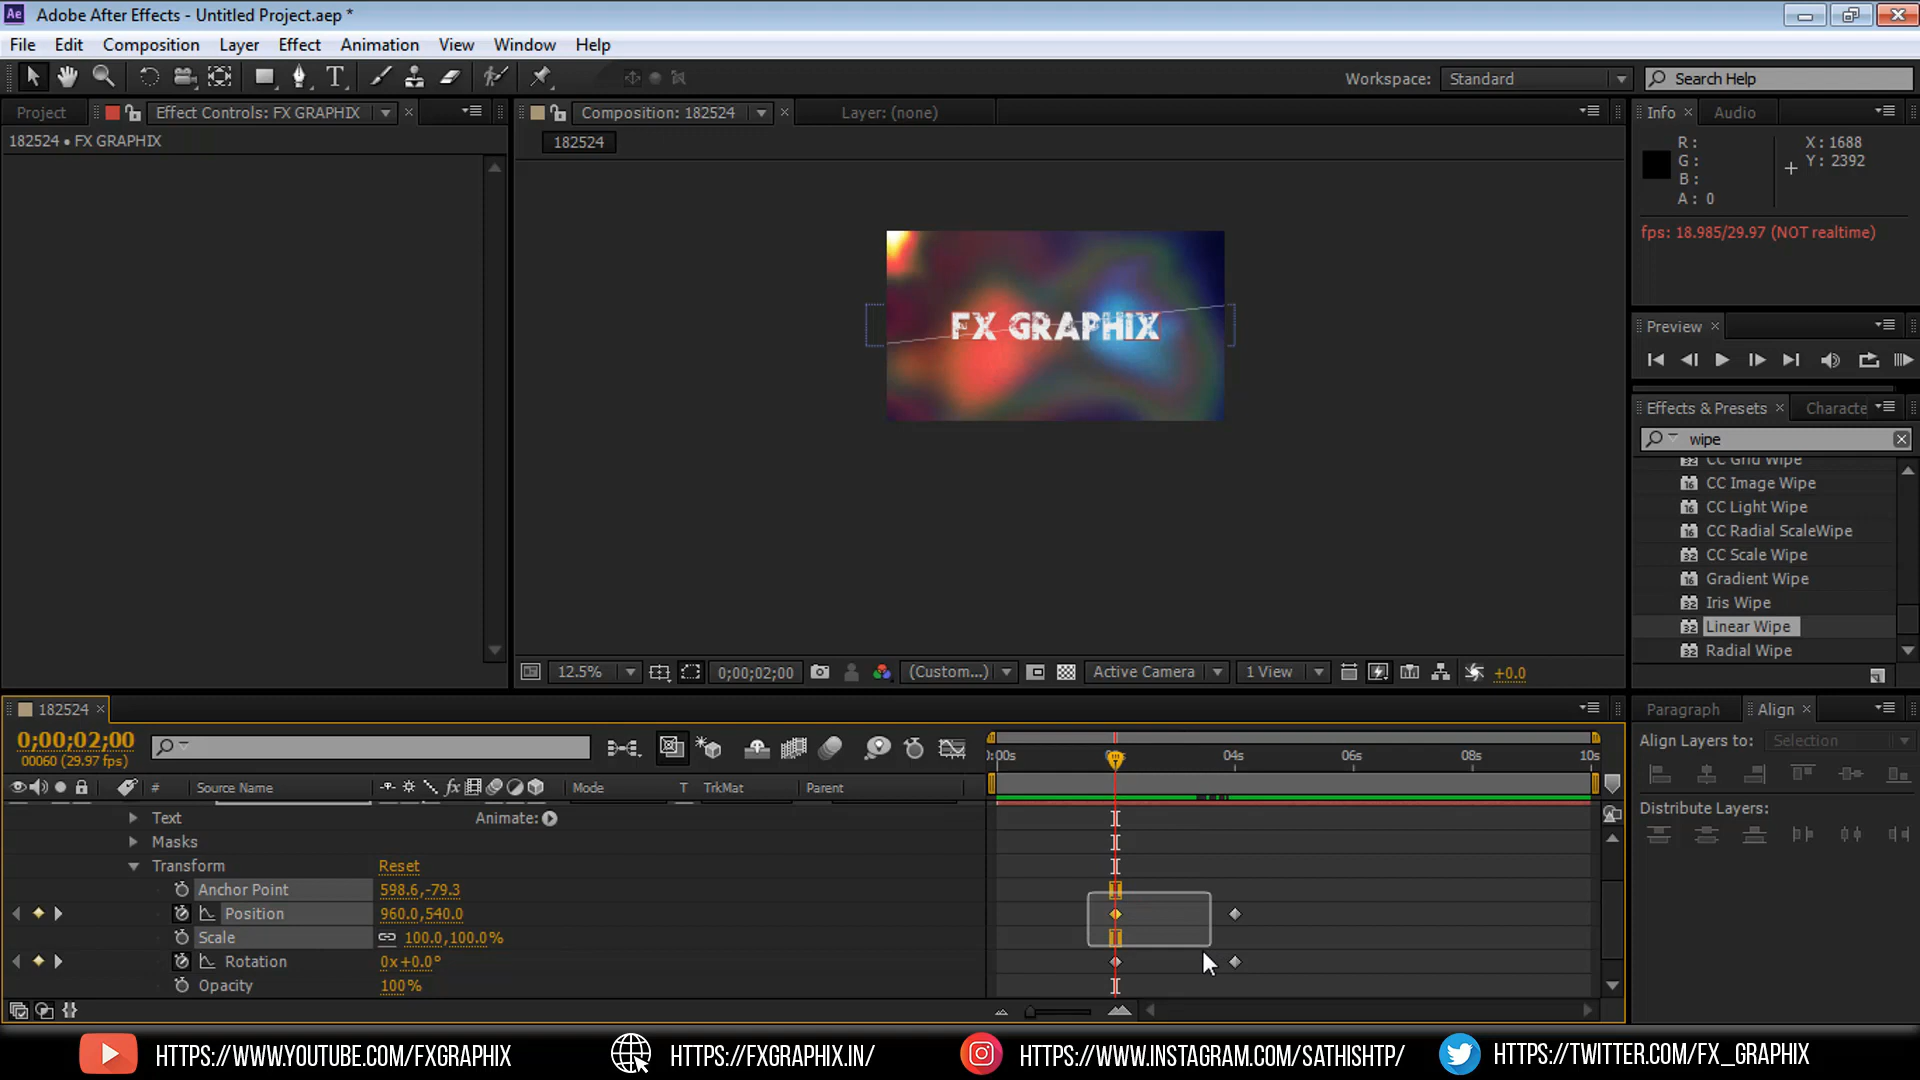 Adobe After Effects - Untitled Project.aep *
File Edit Composition Layer Effect Animation View Window Help
Workspace: Standard Search Help
Project Effect Controls: FX GRAPHIX Composition: 182524 Layer: (none) Info Audio
182524 • FX GRAPHIX
182524
R: X: 1688
G: Y: 2392
B:
A: 0
fps: 18.985/29.97 (NOT realtime)
FX GRAPHIX
Preview
Effects & Presets Characte
wipe
CC Grid Wipe
CC Image Wipe
CC Light Wipe
CC Radial ScaleWipe
CC Scale Wipe
Gradient Wipe
Iris Wipe
Linear Wipe
Radial Wipe
12.5% 0;00;02;00 (Custom...) Active Camera 1 View +0.0
182524
0;00;02;00
00060 (29.97 fps)
:00s 04s 06s 08s 10s
# Source Name fx Mode T TrkMat Parent
Text Animate:
Masks
Transform Reset
Anchor Point 598.6,-79.3
Position 960.0,540.0
Scale 100.0,100.0%
Rotation 0x+0.0°
Opacity 100%
Paragraph Align
Align Layers to: Selection
Distribute Layers:
HTTPS://WWW.YOUTUBE.COM/FXGRAPHIX HTTPS://FXGRAPHIX.IN/ HTTPS://WWW.INSTAGRAM.COM/SATHISHTP/ HTTPS://TWITTER.COM/FX_GRAPHIX